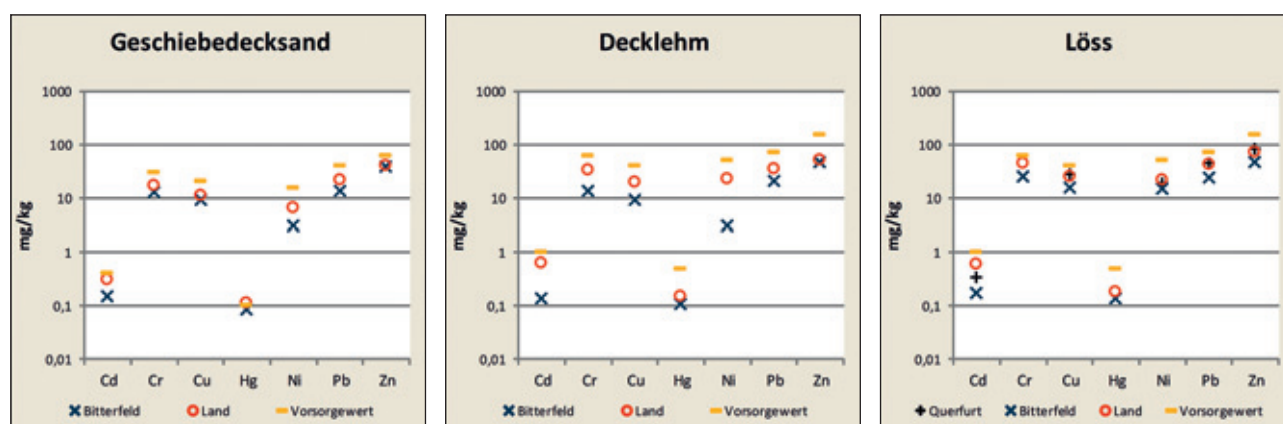 Geschiebedecksand
mg/kg
1000
100
10
1
0,1
0,01
Cd Cr Cu Hg Ni Pb Zn
Bitterfeld Land Vorsorgewert
Decklehm
mg/kg
1000
100
10
1
0,1
0,01
Cd Cr Cu Hg Ni Pb Zn
Bitterfeld Land Vorsorgewert
Löss
mg/kg
1000
100
10
1
0,1
0,01
Cd Cr Cu Hg Ni Pb Zn
Querfurt Bitterfeld Land Vorsorgewert